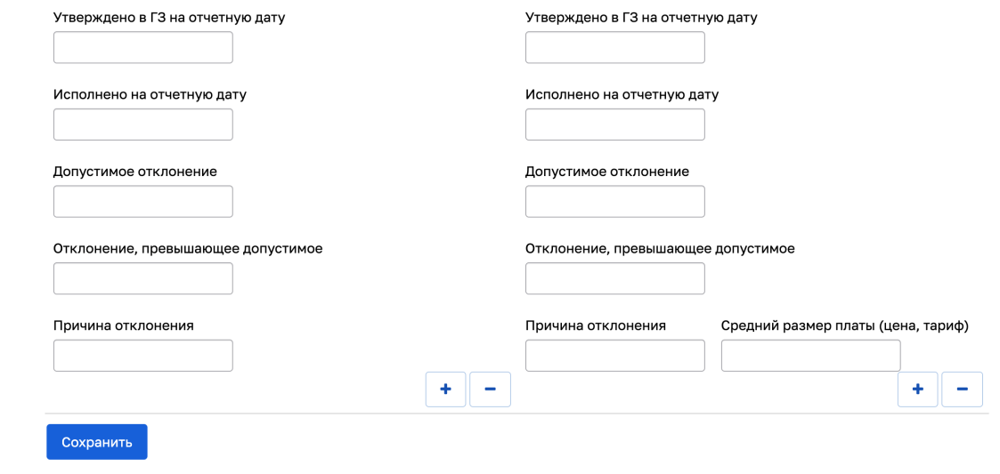 Утверждено в ГЗ на отчетную дату
Утверждено в ГЗ на отчетную дату
Исполнено на отчетную дату
Исполнено на отчетную дату
Допустимое отклонение
Допустимое отклонение
Отклонение, превышающее допустимое
Отклонение, превышающее допустимое
Причина отклонения
Причина отклонения
Средний размер платы (цена, тариф)
+ −
+ −
Сохранить